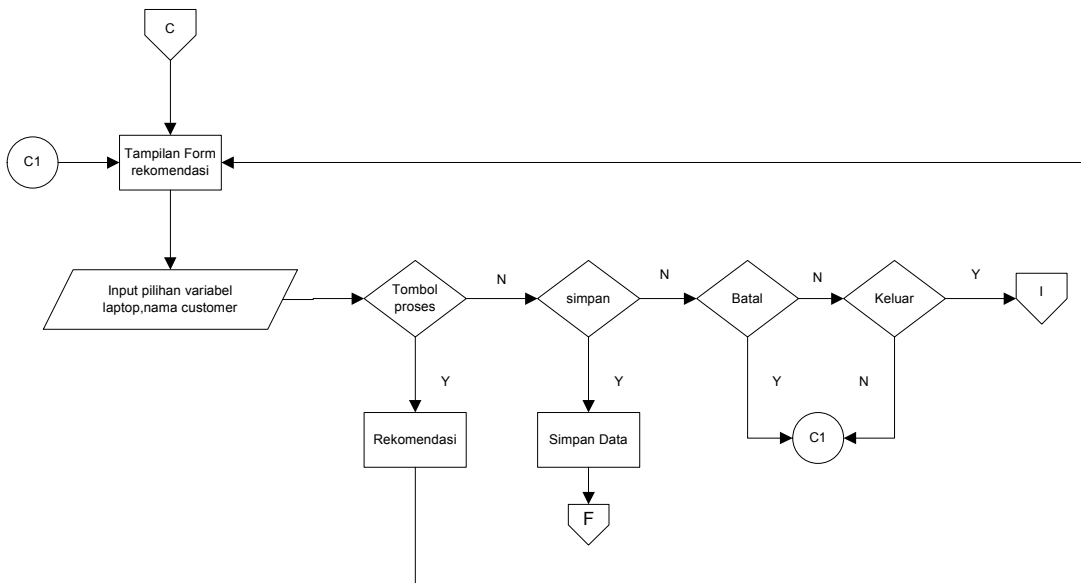 C
C1
Tampilan Form
rekomendasi
Input pilihan variabel
laptop,nama customer
Tombol
proses
N
simpan
N
Batal
N
Keluar
Y
I
Y
Y
Y
N
Rekomendasi
Simpan Data
C1
F